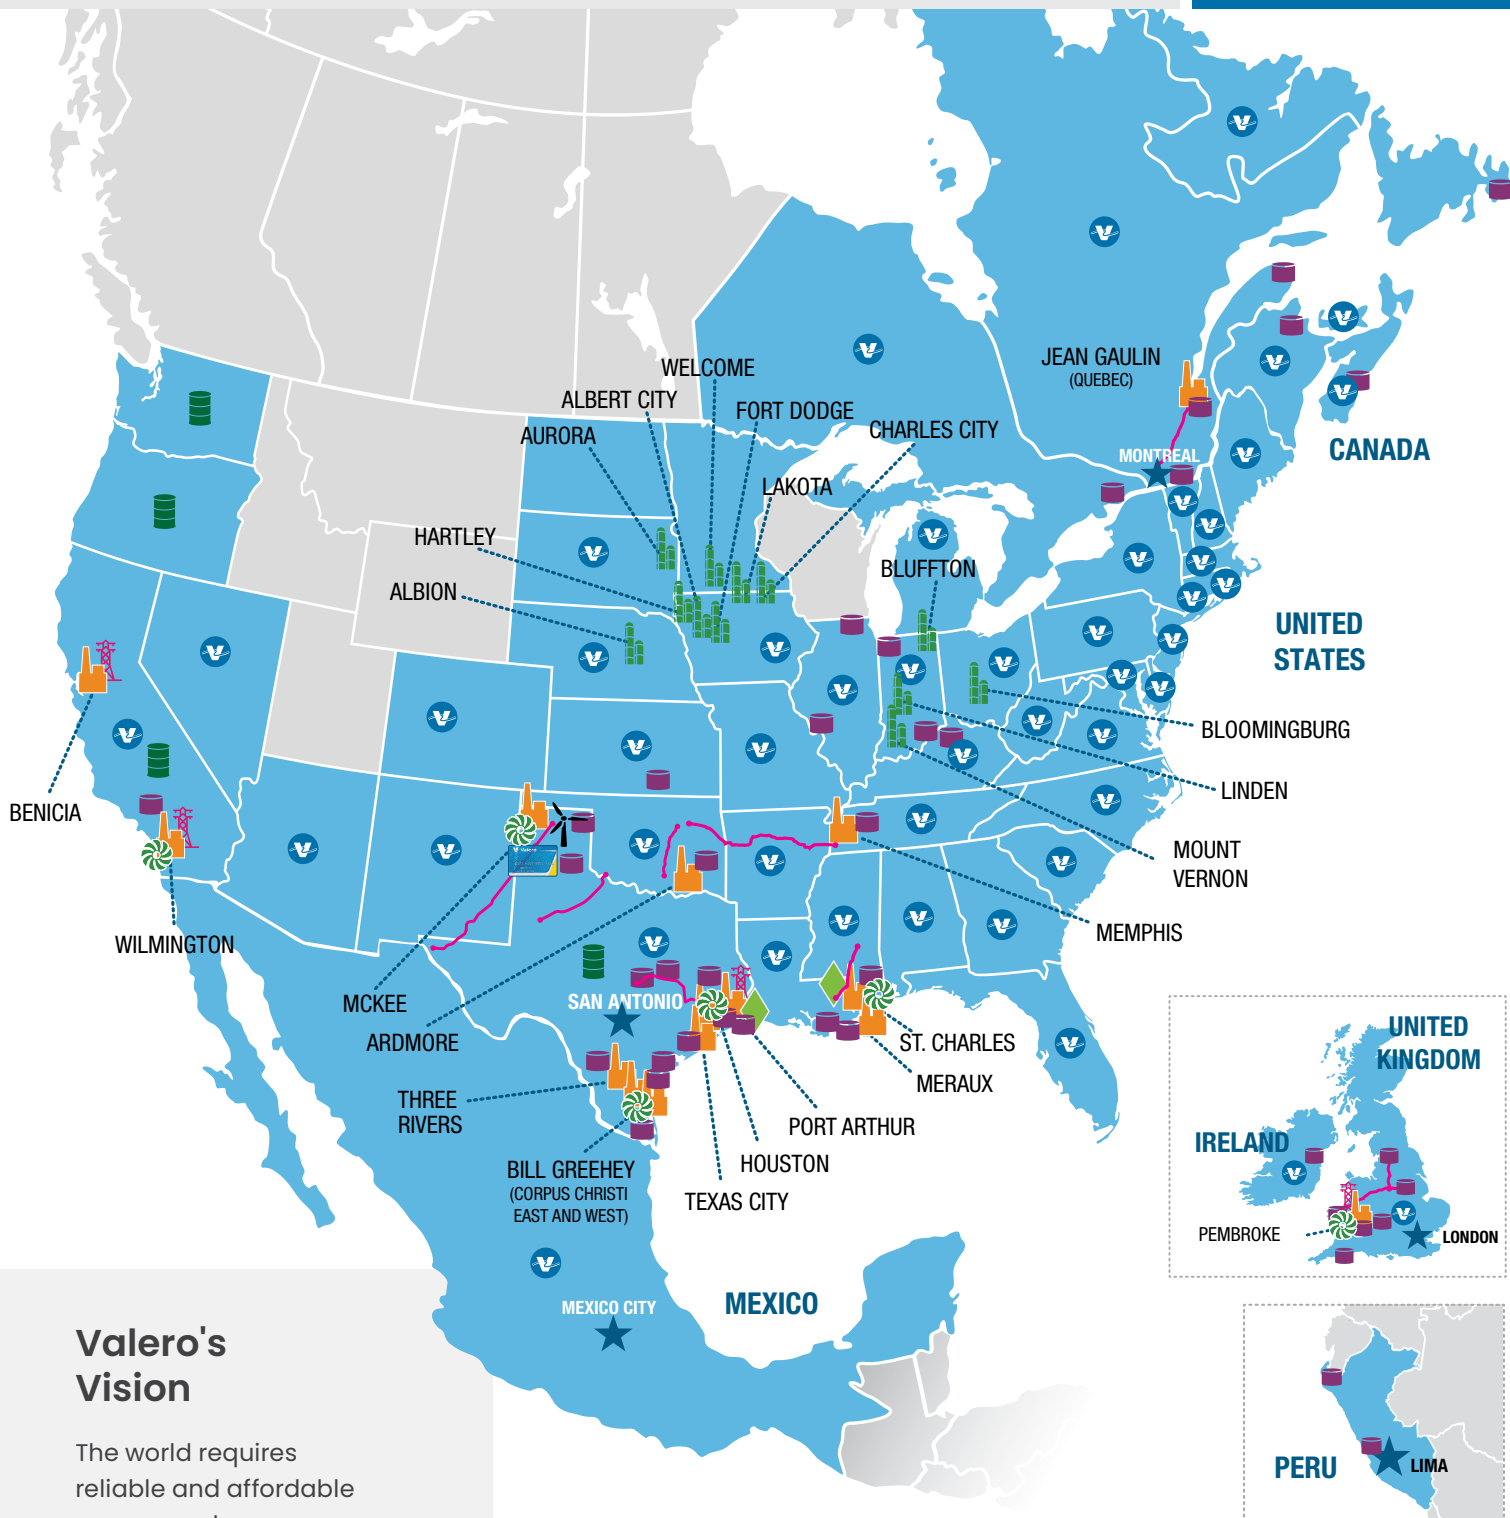 WELCOME
ALBERT CITY
FORT DODGE
AURORA
CHARLES CITY
LAKOTA
HARTLEY
ALBION
BLUFFTON
JEAN GAULIN
(QUEBEC)
MONTREAL
CANADA
UNITED
STATES
BLOOMINGBURG
LINDEN
MOUNT
VERNON
MEMPHIS
BENICIA
WILMINGTON
Valero
MCKEE
ARDMORE
SAN ANTONIO
THREE
RIVERS
ST. CHARLES
MERAUX
PORT ARTHUR
HOUSTON
TEXAS CITY
BILL GREEHEY
(CORPUS CHRISTI
EAST AND WEST)
MEXICO CITY
MEXICO
UNITED
KINGDOM
IRELAND
PEMBROKE
LONDON
PERU
LIMA
Valero's
Vision
The world requires
reliable and affordable